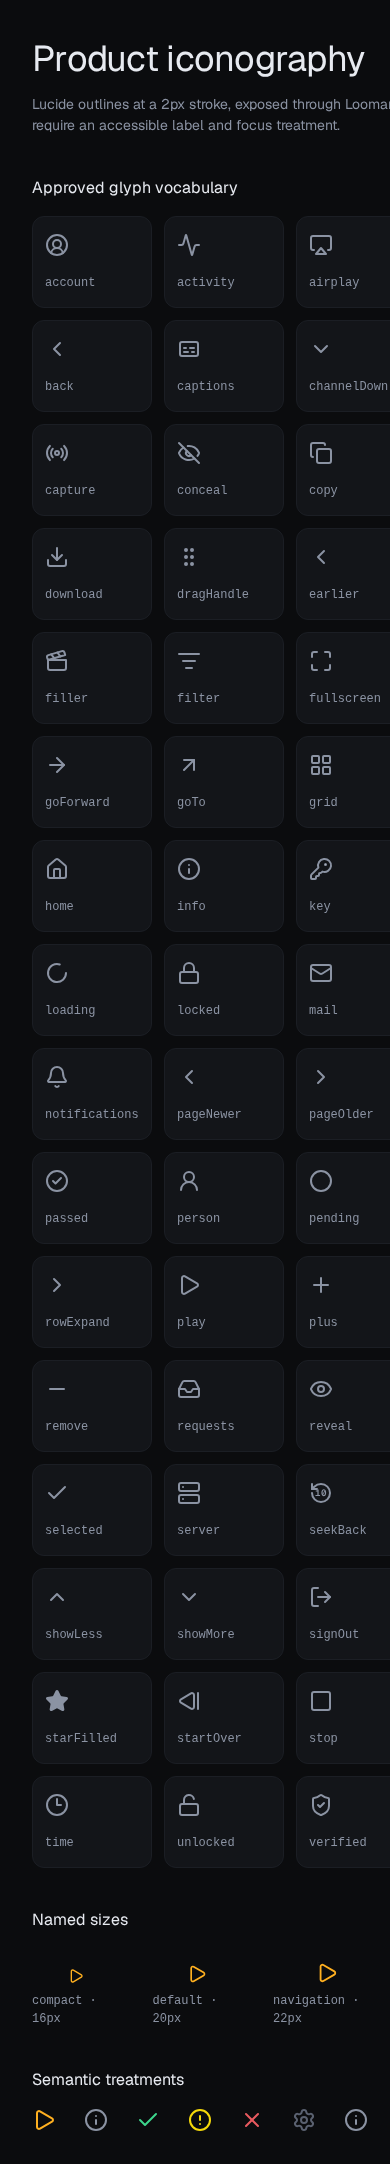 Product iconography
Lucide outlines at a 2px stroke, exposed through
require an accessible label and focus treatment.
Approved glyph vocabulary
account activity airplay
back captions channelDown
capture conceal copy
download dragHandle earlier
filler filter fullscreen
goForward goTo grid
home info key
loading locked mail
notifications pageNewer pageOlder
passed person pending
rowExpand play plus
remove requests reveal
selected server 10 seekBack
showLess showMore signOut
starFilled startOver stop
time unlocked verified
Named sizes
compact · default · navigation ·
16px 20px 22px
Semantic treatments